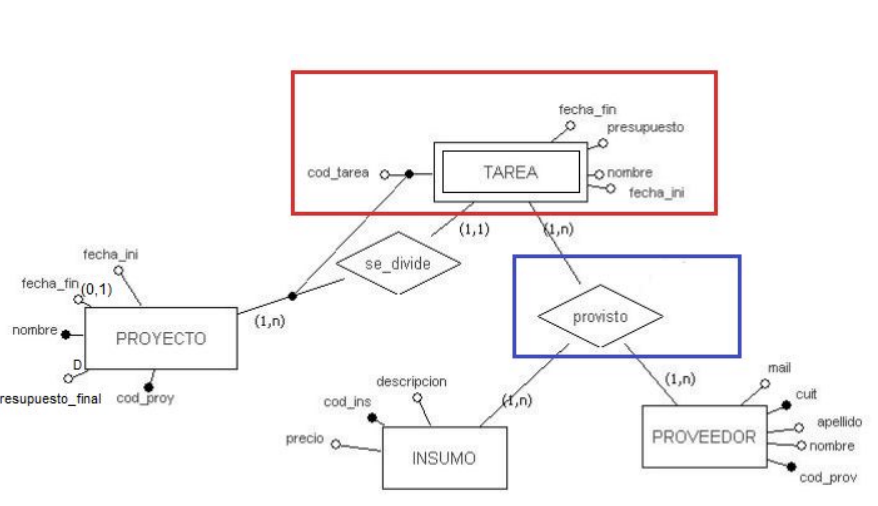 fecha_fin
presupuesto
cod_tarea
TAREA
nombre
fecha_ini
(1,1)
(1,n)
se_divide
fecha_ini
fecha_fin
(0,1)
nombre
PROYECTO
(1,n)
D
resupuesto_final
cod_proy
provisto
descripcion
(1,n)
(1,n)
mail
cod_ins
cuit
precio
apellido
INSUMO
PROVEEDOR
nombre
cod_prov